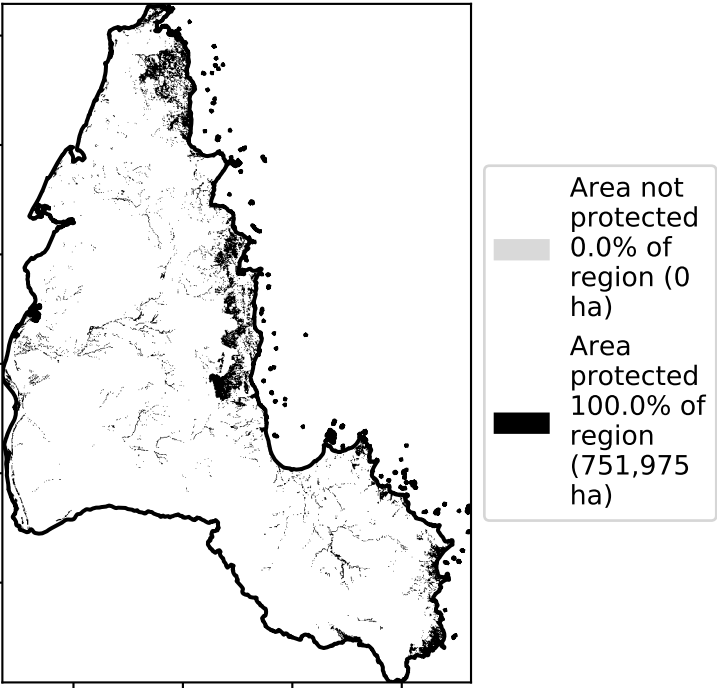 Area not
protected
0.0% of
region (0
ha)
Area
protected
100.0% of
region
(751,975
ha)